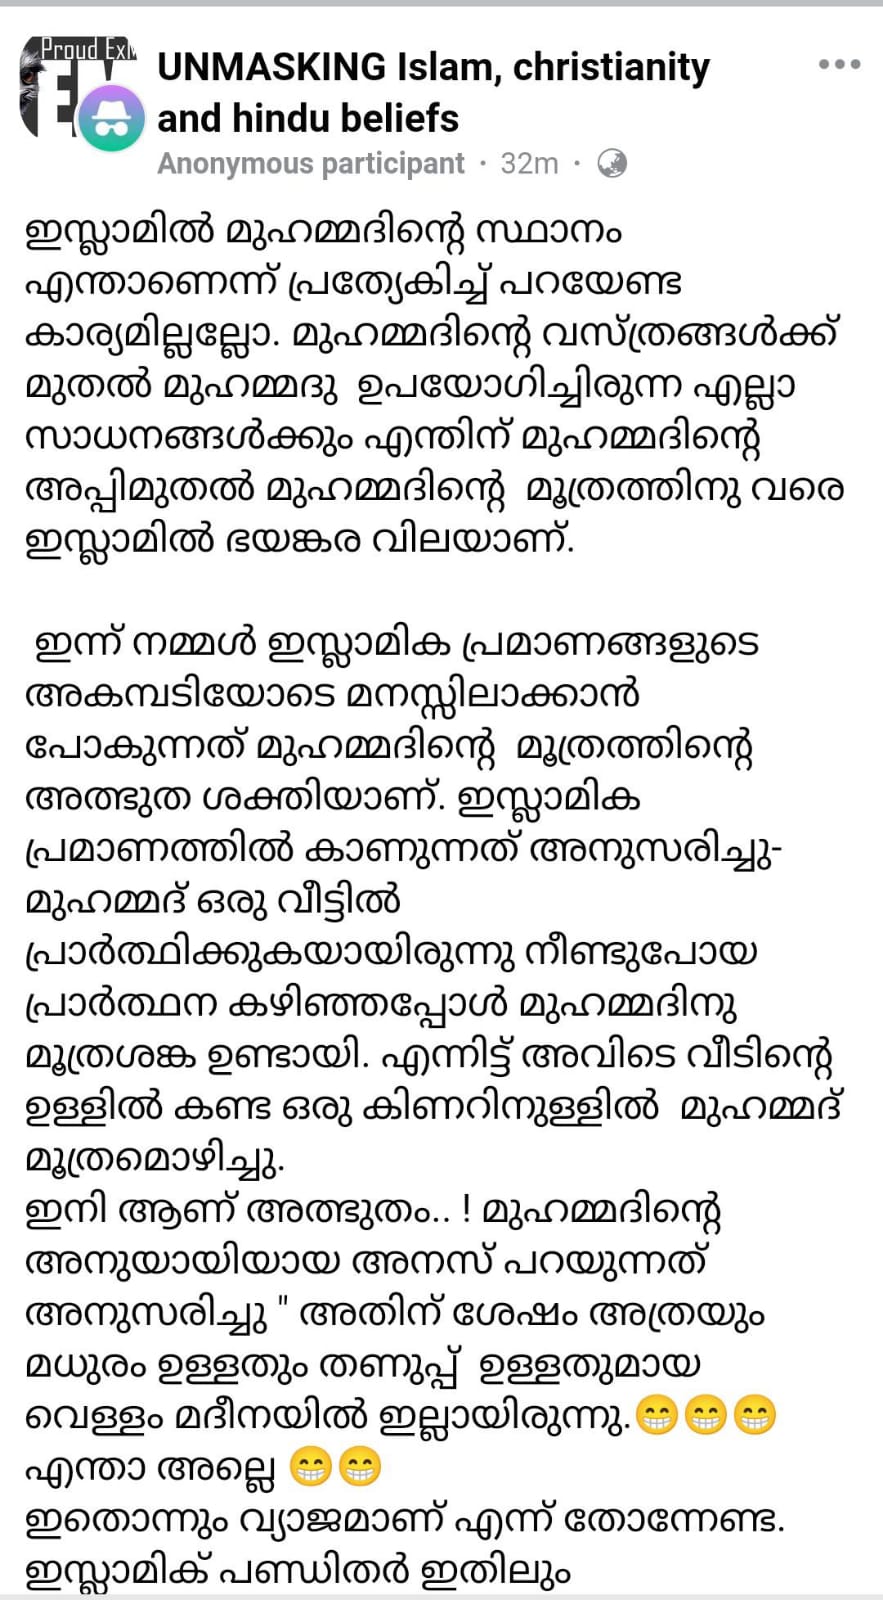 Proud Ex
UNMASKING Islam, christianity
and hindu beliefs
Anonymous participant · 32m ·
ഇസ്ലാമിൽ മുഹമ്മദിന്റെ സ്ഥാനം
എന്താണെന്ന് പ്രത്യേകിച്ച് പറയേണ്ട
കാര്യമില്ലല്ലോ. മുഹമ്മദിന്റെ വസ്ത്രങ്ങൾക്ക്
മുതൽ മുഹമ്മദു ഉപയോഗിച്ചിരുന്ന എല്ലാ
സാധനങ്ങൾക്കും എന്തിന് മുഹമ്മദിന്റെ
അപ്പിമുതൽ മുഹമ്മദിന്റെ മൂത്രത്തിനു വരെ
ഇസ്ലാമിൽ ഭയങ്കര വിലയാണ്.
ഇന്ന് നമ്മൾ ഇസ്ലാമിക പ്രമാണങ്ങളുടെ
അകമ്പടിയോടെ മനസ്സിലാക്കാൻ
പോകുന്നത് മുഹമ്മദിന്റെ മൂത്രത്തിന്റെ
അത്ഭുത ശക്തിയാണ്. ഇസ്ലാമിക
പ്രമാണത്തിൽ കാണുന്നത് അനുസരിച്ചു-
മുഹമ്മദ് ഒരു വീട്ടിൽ
പ്രാർത്ഥിക്കുകയായിരുന്നു നീണ്ടുപോയ
പ്രാർത്ഥന കഴിഞ്ഞപ്പോൾ മുഹമ്മദിനു
മൂത്രശങ്ക ഉണ്ടായി. എന്നിട്ട് അവിടെ വീടിന്റെ
ഉള്ളിൽ കണ്ട ഒരു കിണറിനുള്ളിൽ മുഹമ്മദ്
മൂത്രമൊഴിച്ചു.
ഇനി ആണ് അത്ഭുതം.. ! മുഹമ്മദിന്റെ
അനുയായിയായ അനസ് പറയുന്നത്
അനുസരിച്ചു " അതിന് ശേഷം അത്രയും
മധുരം ഉള്ളതും തണുപ്പ് ഉള്ളതുമായ
വെള്ളം മദീനയിൽ ഇല്ലായിരുന്നു.😁😁😁
എന്താ അല്ലെ 😁😁
ഇതൊന്നും വ്യാജമാണ് എന്ന് തോന്നേണ്ട.
ഇസ്ലാമിക് പണ്ഡിതർ ഇതിലും